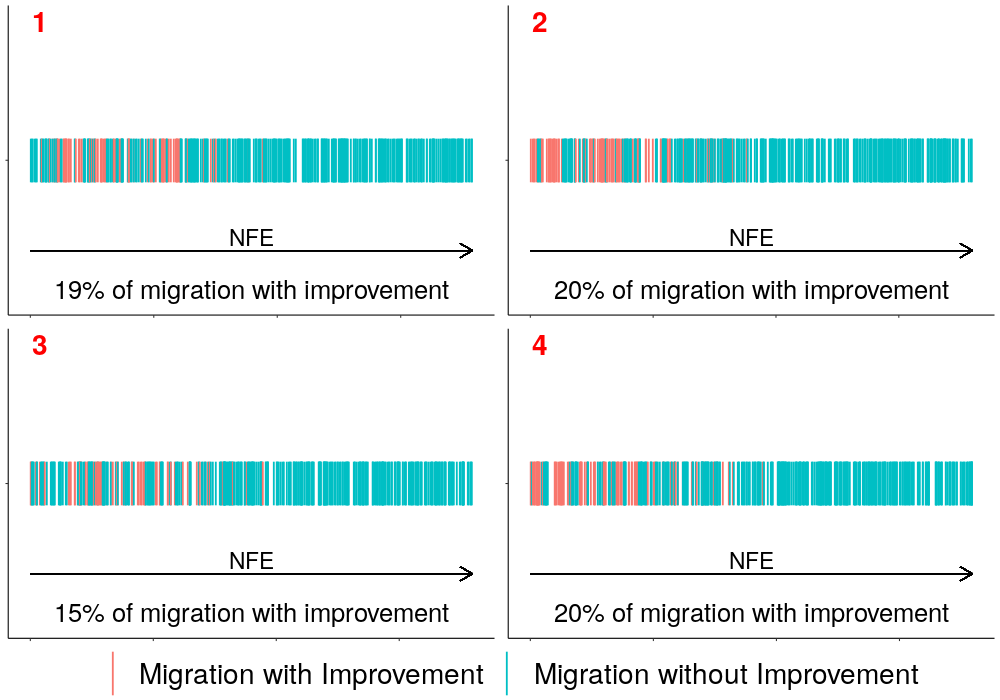 1
NFE
19% of migration with improvement
2
NFE
20% of migration with improvement
3
NFE
15% of migration with improvement
4
NFE
20% of migration with improvement
Migration with Improvement
Migration without Improvement